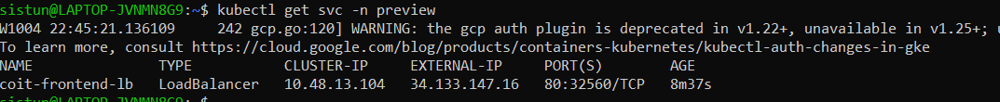 sistun@LAPTOP-JVNMN8G9:~$ kubectl get svc -n preview
W1004 22:45:21.136109     242 gcp.go:120] WARNING: the gcp auth plugin is deprecated in v1.22+, unavailable in v1.25+;
To learn more, consult https://cloud.google.com/blog/products/containers-kubernetes/kubectl-auth-changes-in-gke
NAME               TYPE           CLUSTER-IP     EXTERNAL-IP     PORT(S)        AGE
coit-frontend-lb   LoadBalancer   10.48.13.104   34.133.147.16   80:32560/TCP   8m37s
sistun@LAPTOP-JVNMN8G9:~$